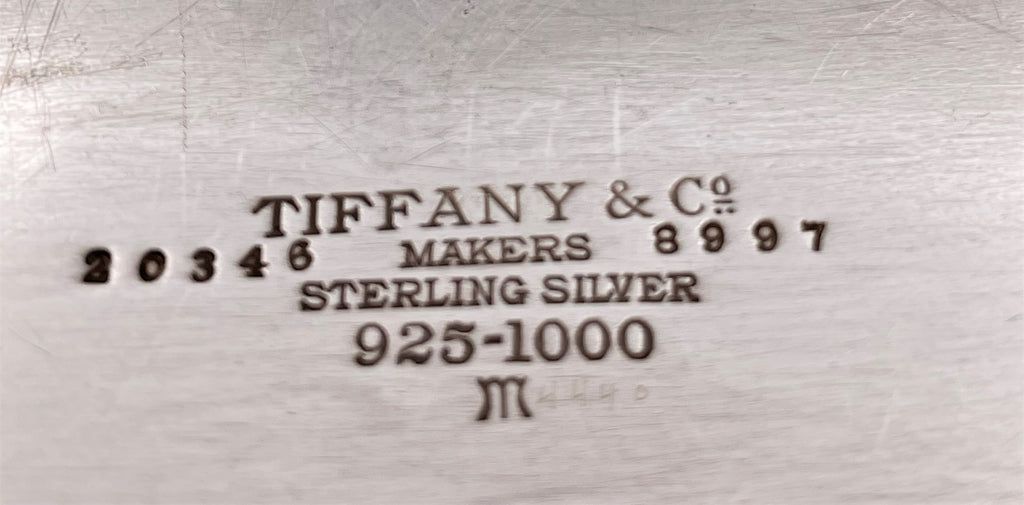 TIFFANY & Cº
20346 MAKERS 8997
STERLING SILVER
925-1000
m